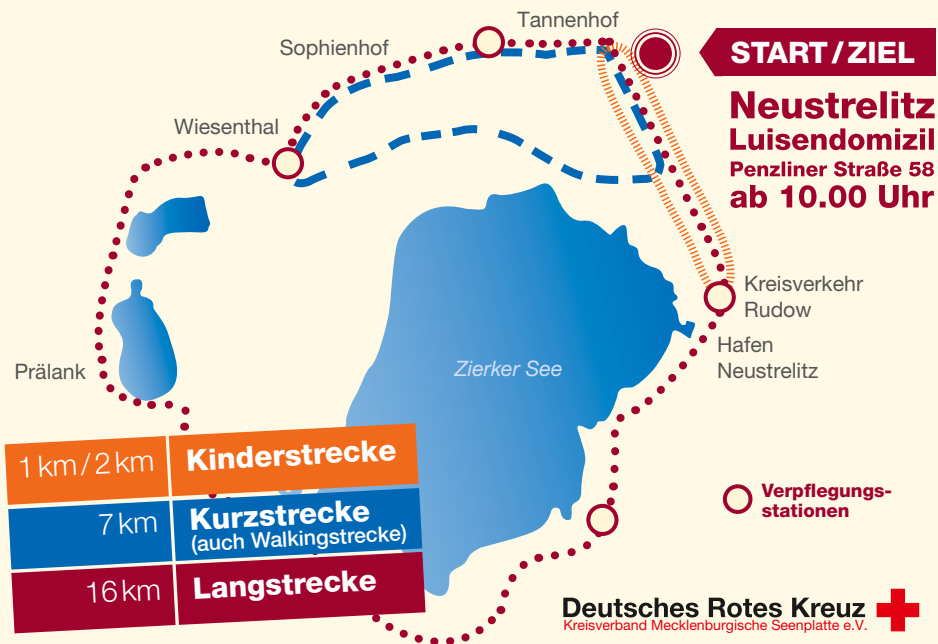 Tannenhof
Sophienhof
START / ZIEL
Neustrelitz
Luisendomizil
Penzliner Straße 58
ab 10.00 Uhr
Wiesenthal
Kreisverkehr
Rudow
Hafen
Neustrelitz
Zierker See
Prälank
1 km / 2 km Kinderstrecke
7 km Kurzstrecke
(auch Walkingstrecke)
16 km Langstrecke
Verpflegungs-
stationen
Deutsches Rotes Kreuz
Kreisverband Mecklenburgische Seenplatte e.V.